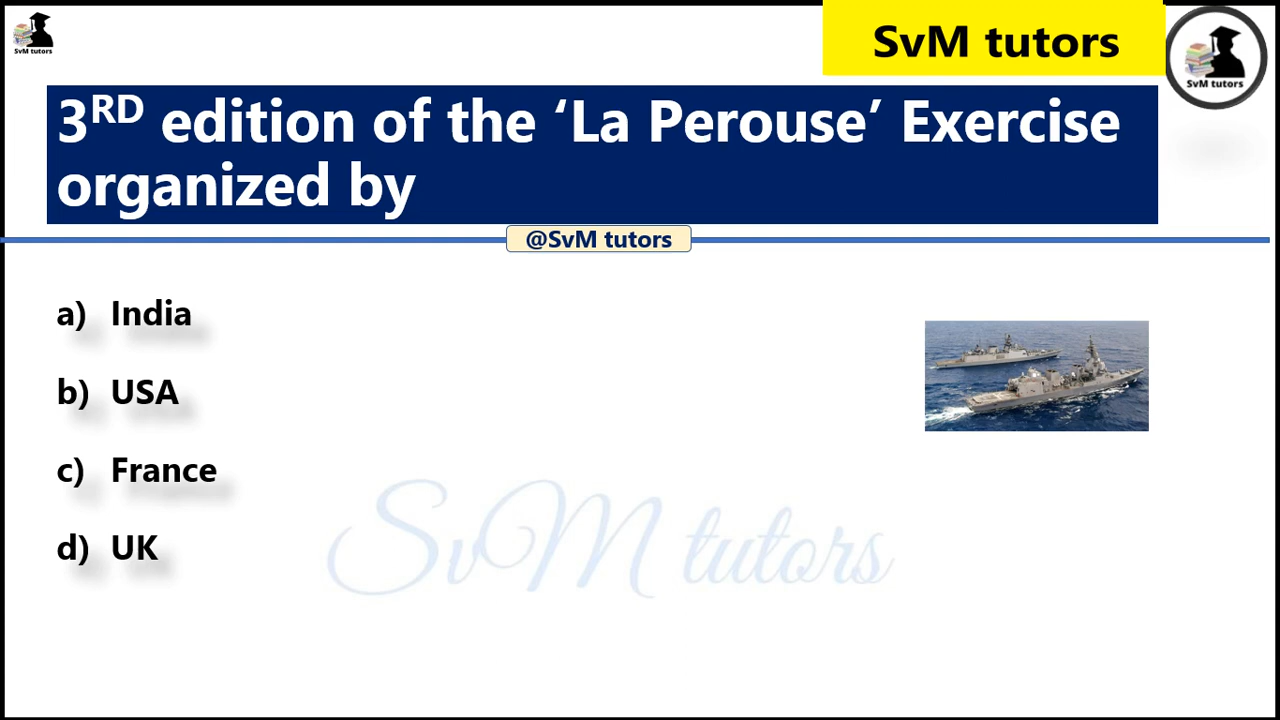 SvM tutors
SvM tutors
SvM tutors
3RD edition of the ‘La Perouse’ Exercise
organized by
@SvM tutors
a) India
b) USA
c) France
d) UK
SvM tutors